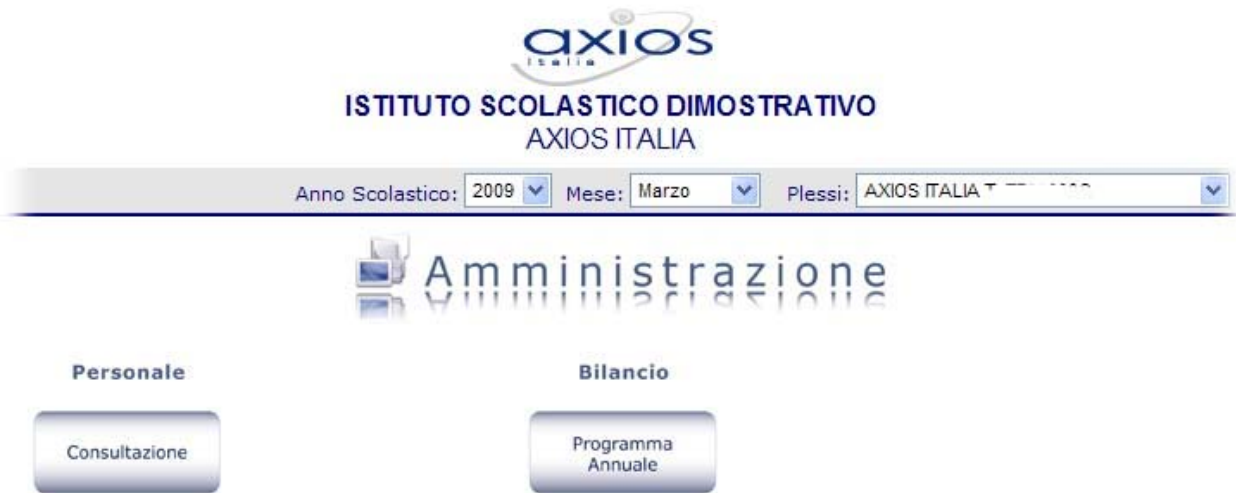 axios
italia
ISTITUTO SCOLASTICO DIMOSTRATIVO
AXIOS ITALIA
Anno Scolastico: 2009 Mese: Marzo Plessi: AXIOS ITALIA
Amministrazione
Personale Bilancio
Consultazione
Programma
Annuale